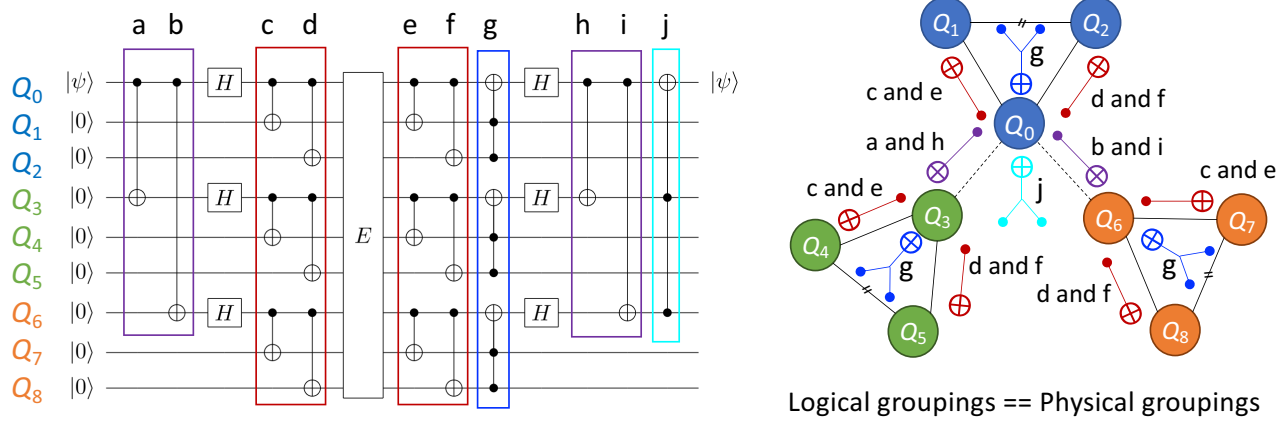 a b c d e f g h i j
Q0 |ψ⟩ H |ψ⟩
Q1 |0⟩
Q2 |0⟩
Q3 |0⟩ H H
Q4 |0⟩ E
Q5 |0⟩
Q6 |0⟩ H H
Q7 |0⟩
Q8 |0⟩
H
Q1 = Q2
g
c and e
d and f
Q0
a and h
b and i
c and e
j
c and e
Q3
Q6
Q7
Q4
g
d and f
g
=
=
d and f
Q5
Q8
Logical groupings == Physical groupings